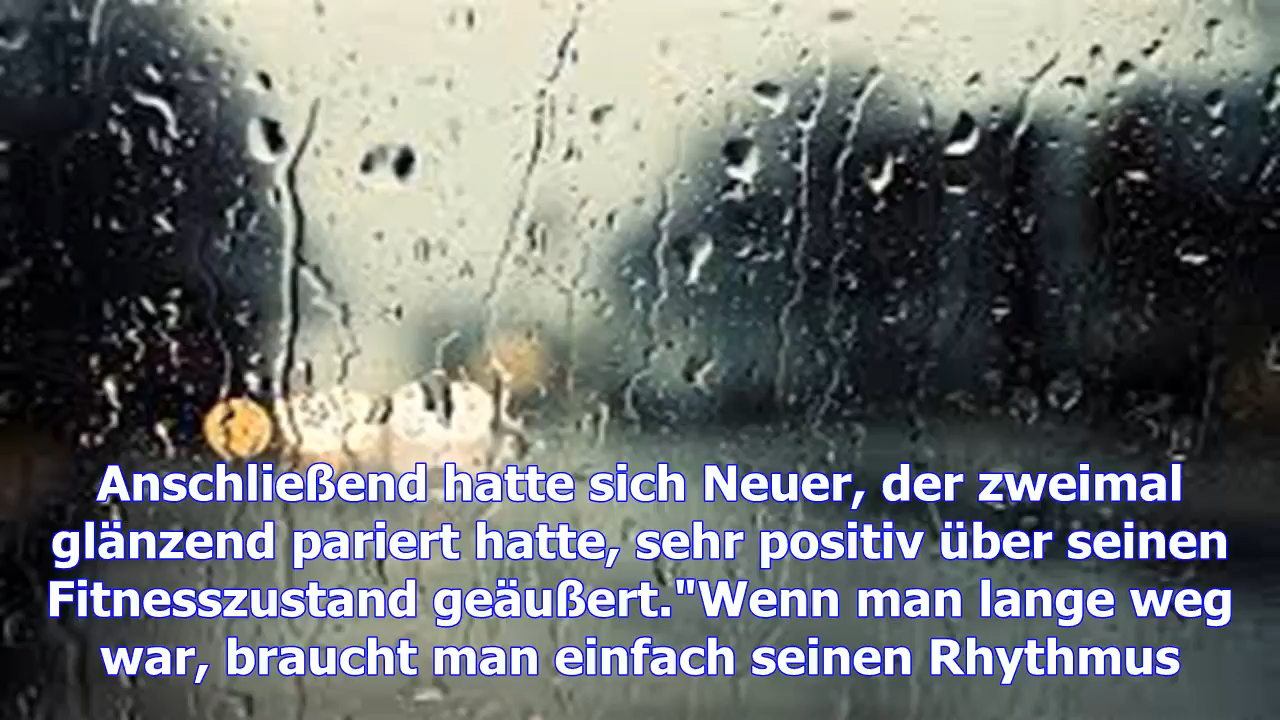 Anschließend hatte sich Neuer, der zweimal
glänzend pariert hatte, sehr positiv über seinen
Fitnesszustand geäußert."Wenn man lange weg
war, braucht man einfach seinen Rhythmus